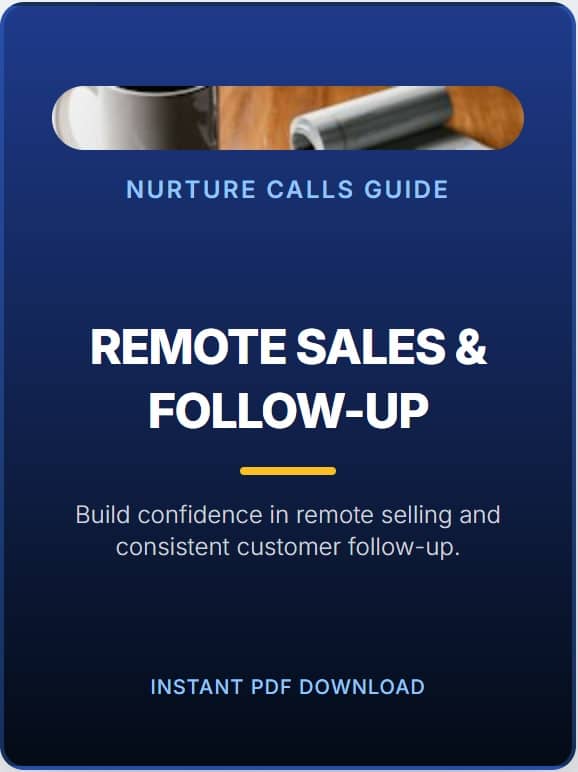 NURTURE CALLS GUIDE
REMOTE SALES &
FOLLOW-UP
Build confidence in remote selling and
consistent customer follow-up.
INSTANT PDF DOWNLOAD